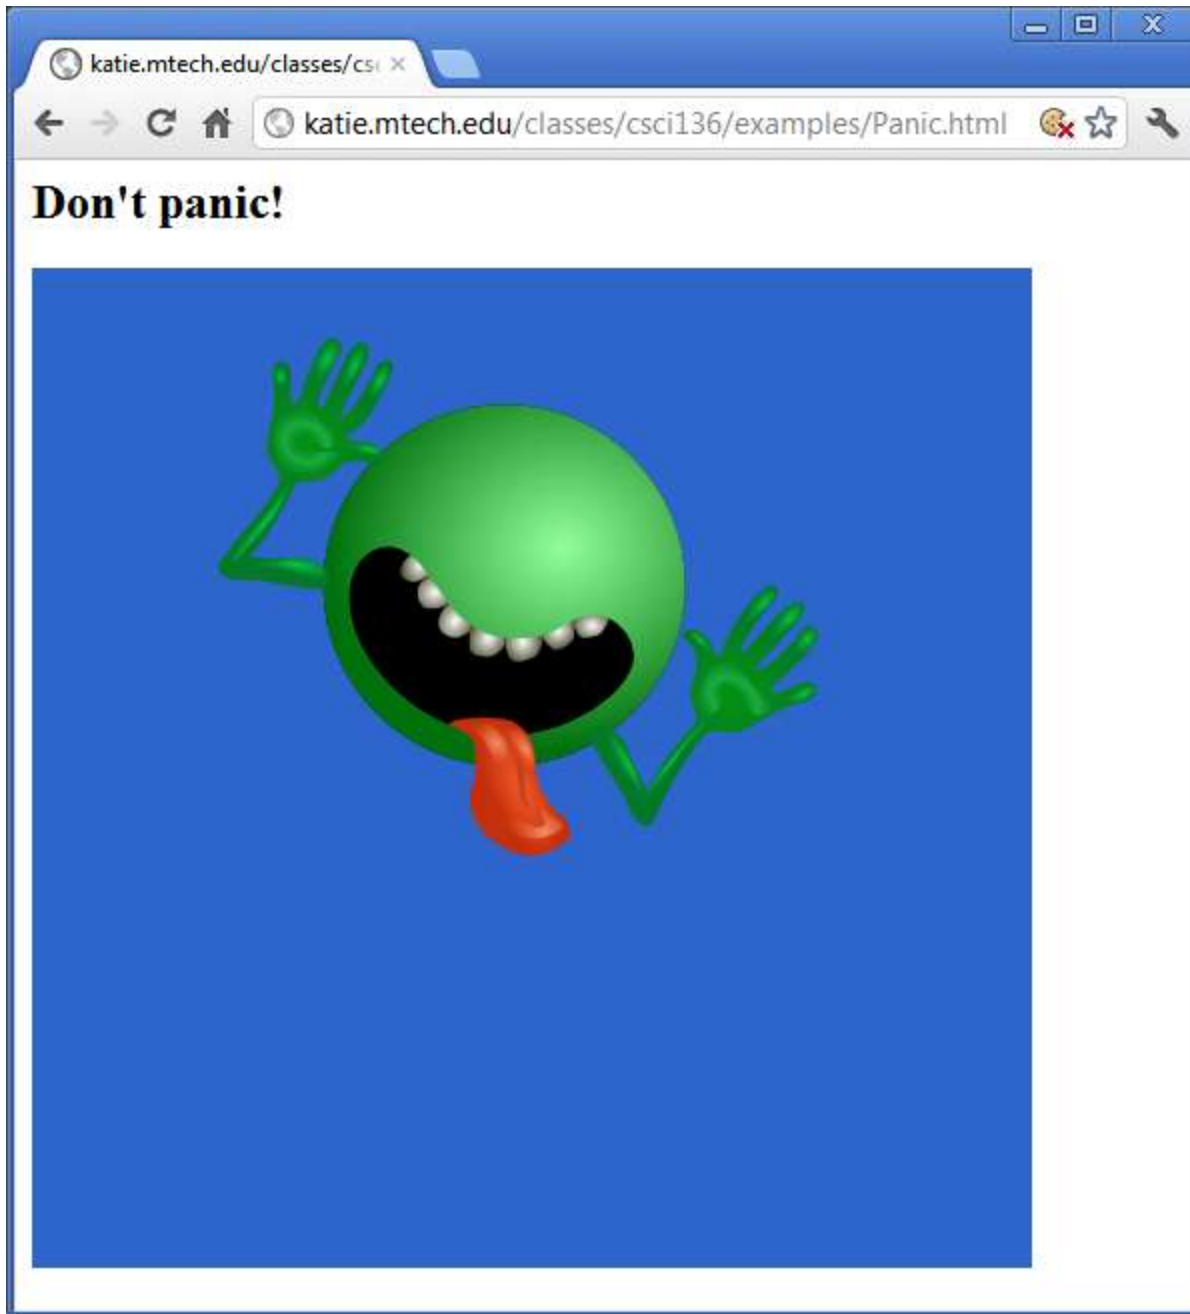 katie.mtech.edu/classes/cs
katie.mtech.edu/classes/csci136/examples/Panic.html
Don't panic!